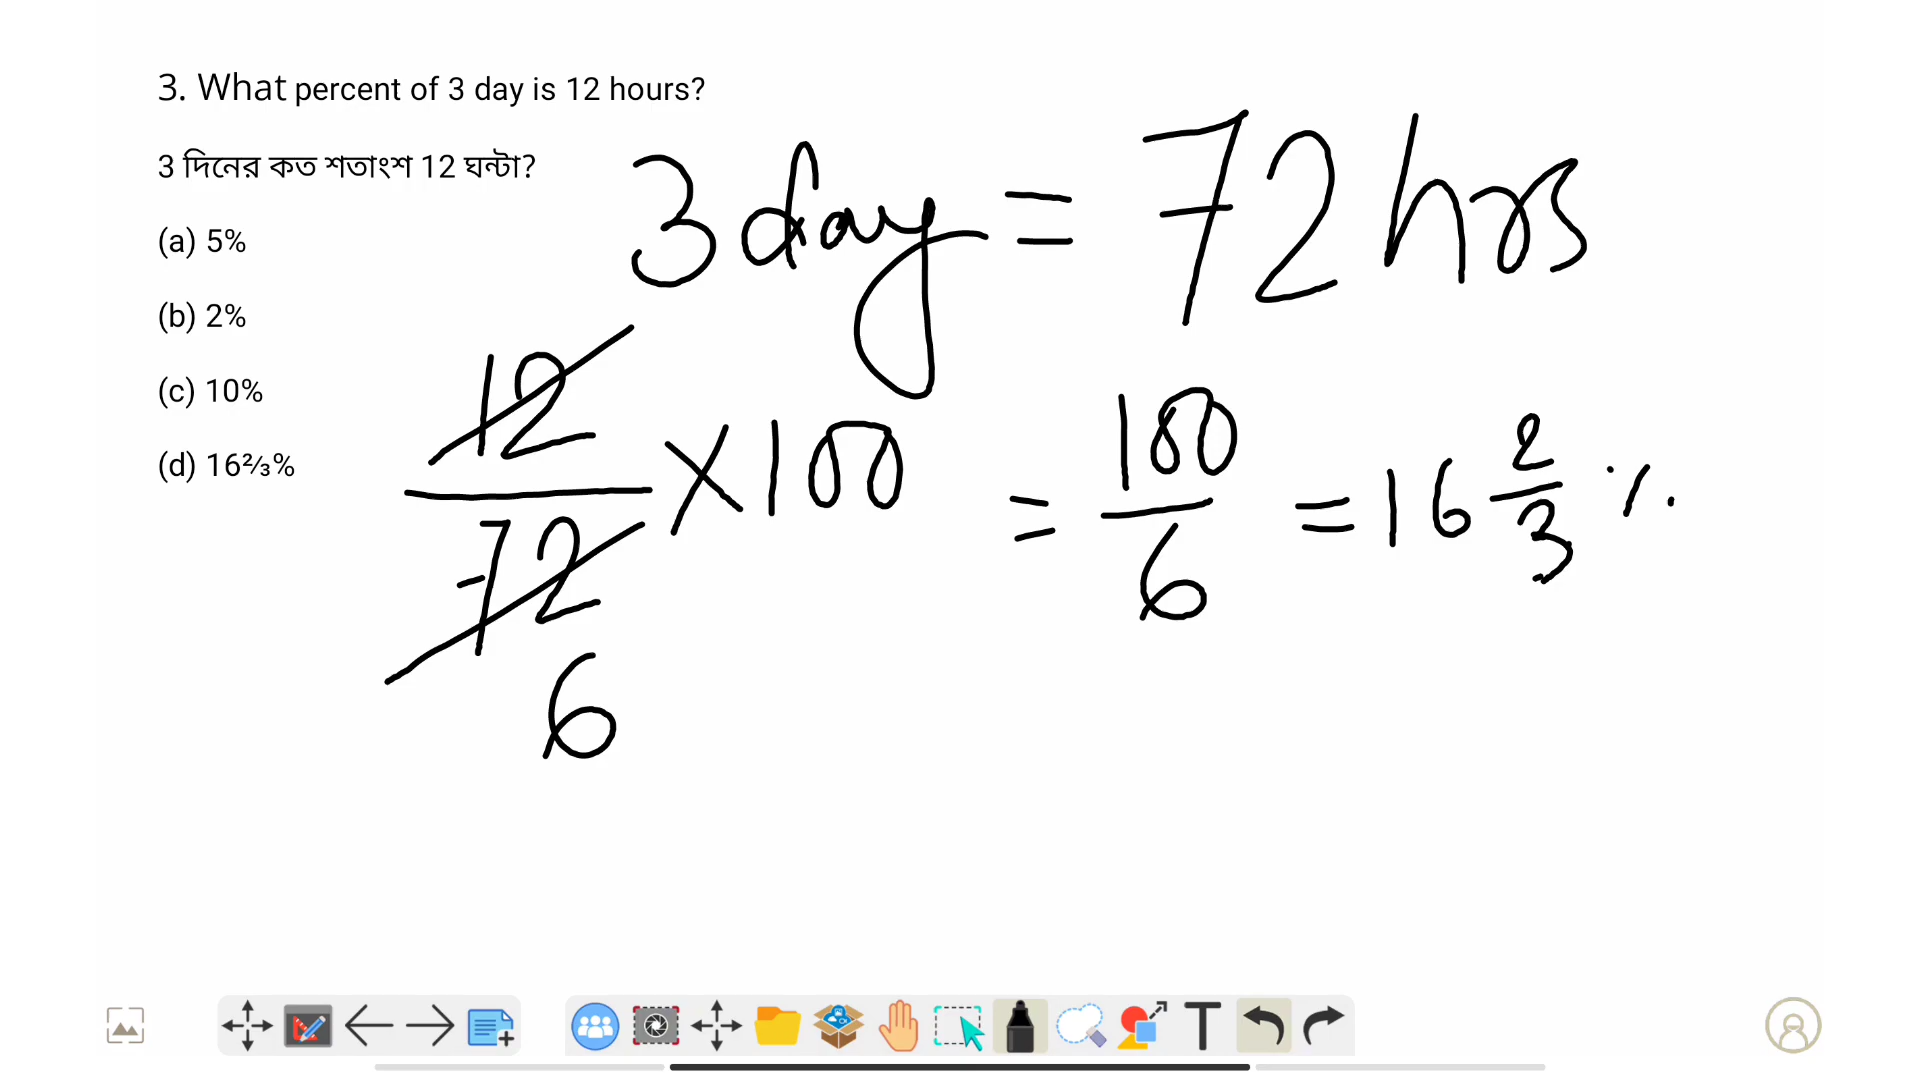 3. What percent of 3 day is 12 hours?
3 দিনের কত শতাংশ 12 ঘন্টা?
(a) 5%
(b) 2%
(c) 10%
(d) 16⅔%
3 day = 72 hrs
12/72 × 100 = 100/6 = 16 2/3 %
6
T